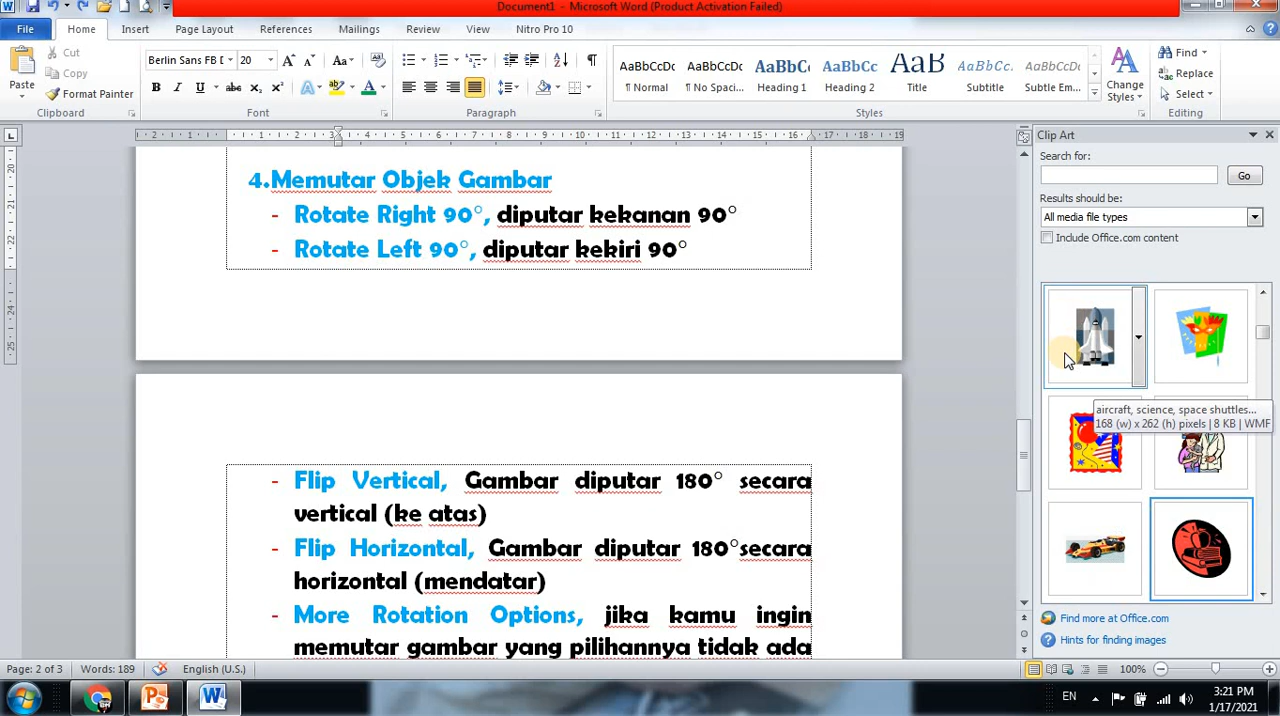 Document1 - Microsoft Word (Product Activation Failed)
File Home Insert Page Layout References Mailings Review View Nitro Pro 10
Paste
Cut
Copy
Format Painter
Clipboard
Berlin Sans FB D 20
Font
Paragraph
AaBbCcDc AaBbCcDc AaBbC AaBbCc AaB AaBbCc. AaBbCcDc
¶ Normal ¶ No Spaci... Heading 1 Heading 2 Title Subtitle Subtle Em...
Styles
Change
Styles
Find
Replace
Select
Editing
4.Memutar Objek Gambar
- Rotate Right 90°, diputar kekanan 90°
- Rotate Left 90°, diputar kekiri 90°
- Flip Vertical, Gambar diputar 180° secara
vertical (ke atas)
- Flip Horizontal, Gambar diputar 180°secara
horizontal (mendatar)
- More Rotation Options, jika kamu ingin
memutar gambar yang pilihannya tidak ada
Clip Art
Search for:
Go
Results should be:
All media file types
Include Office.com content
aircraft, science, space shuttles...
168 (w) x 262 (h) pixels | 8 KB | WMF
Find more at Office.com
Hints for finding images
Page: 2 of 3 Words: 189 English (U.S.) 100%
EN
3:21 PM
1/17/2021